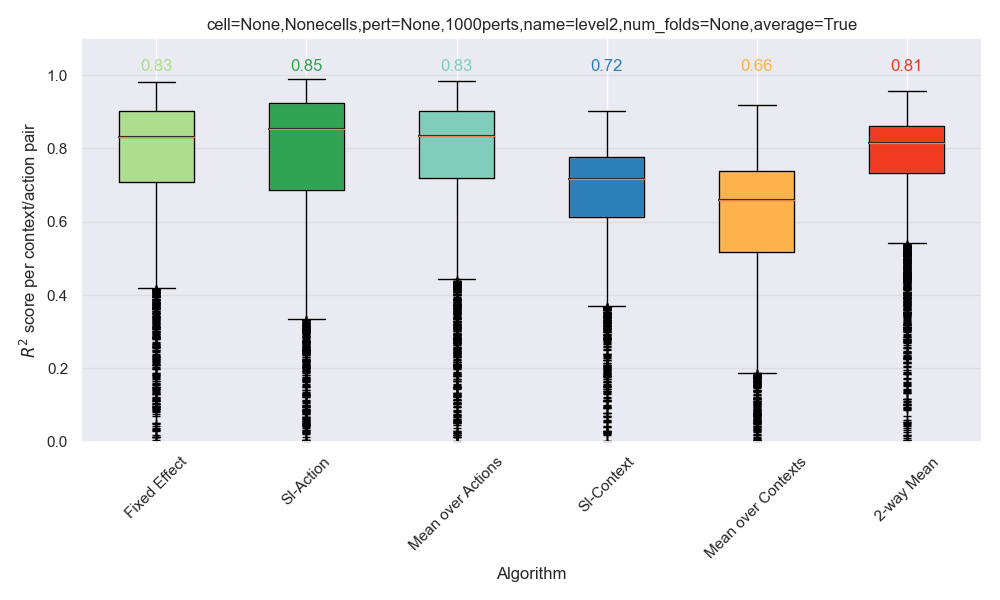 cell=None,Nonecells,pert=None,1000perts,name=level2,num_folds=None,average=True
0.83 0.85 0.83 0.72 0.66 0.81
R² score per context/action pair
1.0
0.8
0.6
0.4
0.2
0.0
Fixed Effect
SI-Action
Mean over Actions
SI-Context
Mean over Contexts
2-way Mean
Algorithm